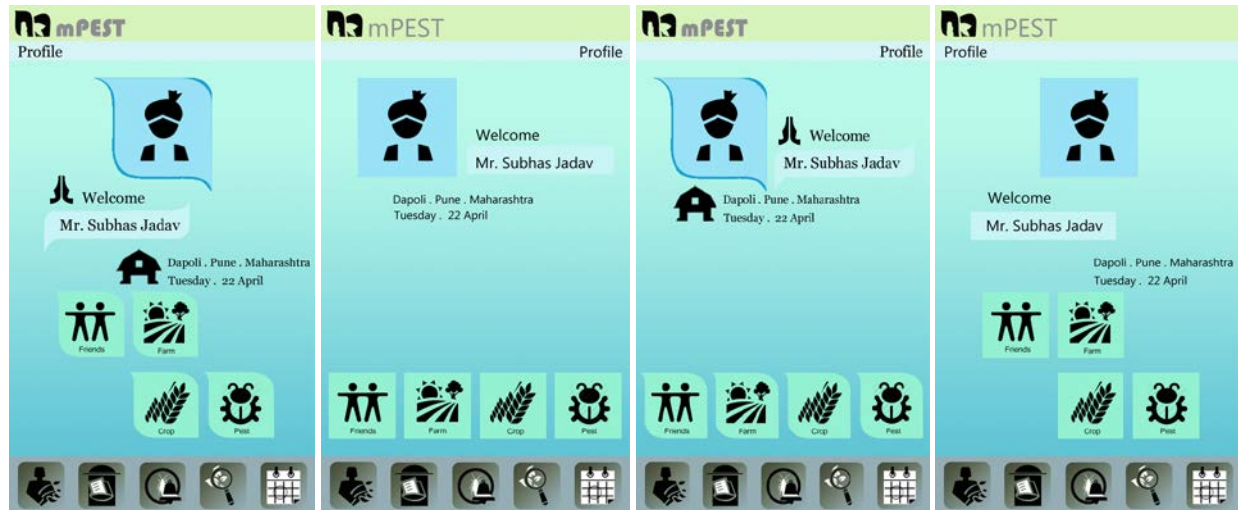 mPEST
Profile
Welcome
Mr. Subhas Jadav
Dapoli . Pune . Maharashtra
Tuesday . 22 April
Friends
Farm
Crop
Pest
mPEST
Profile
Welcome
Mr. Subhas Jadav
Dapoli . Pune . Maharashtra
Tuesday . 22 April
Friends
Farm
Crop
Pest
mPEST
Profile
Welcome
Mr. Subhas Jadav
Dapoli . Pune . Maharashtra
Tuesday . 22 April
Friends
Farm
Crop
Pest
mPEST
Profile
Welcome
Mr. Subhas Jadav
Dapoli . Pune . Maharashtra
Tuesday . 22 April
Friends
Farm
Crop
Pest